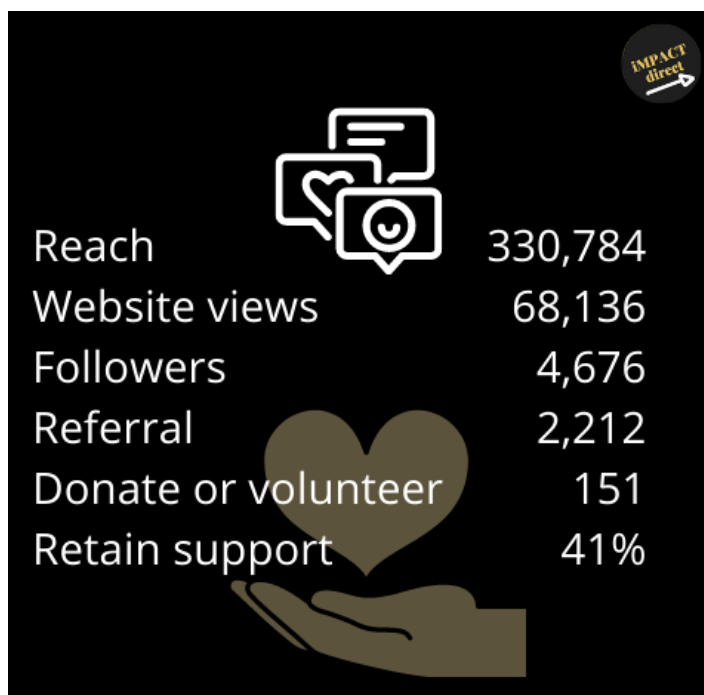 iMPACT
direct
Reach 330,784
Website views 68,136
Followers 4,676
Referral 2,212
Donate or volunteer 151
Retain support 41%